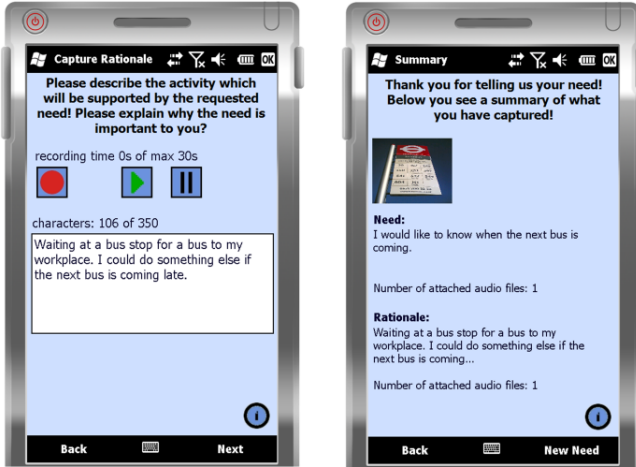 Capture Rationale
OK
Please describe the activity which
will be supported by the requested
need! Please explain why the need is
important to you?
recording time 0s of max 30s
characters: 106 of 350
Waiting at a bus stop for a bus to my
workplace. I could do something else if
the next bus is coming late.
i
Back
Next
Summary
OK
Thank you for telling us your need!
Below you see a summary of what
you have captured!
Need:
I would like to know when the next bus is
coming.
Number of attached audio files: 1
Rationale:
Waiting at a bus stop for a bus to my
workplace. I could do something else if the
next bus is coming...
Number of attached audio files: 1
i
Back
New Need